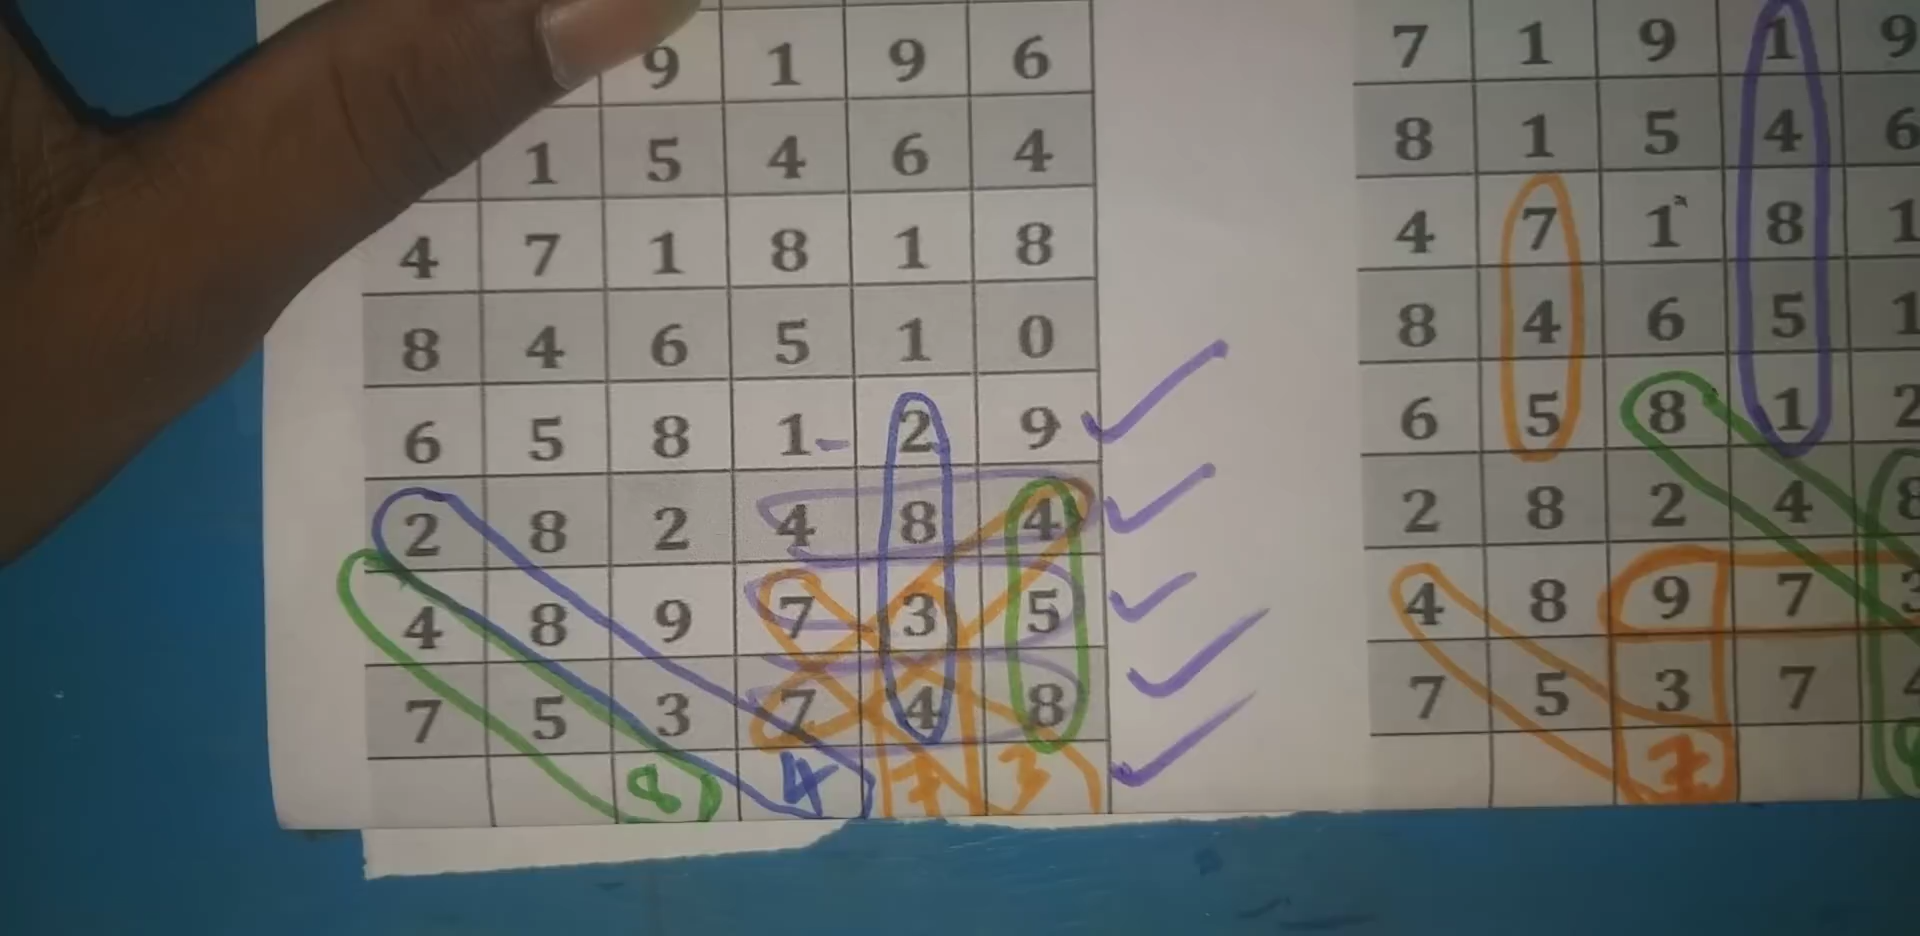 9 1 9 6
1 5 4 6 4
4 7 1 8 1 8
8 4 6 5 1 0
6 5 8 1- 2 9
2 8 2 4 8 4
4 8 9 7 3 5
7 5 3 7 4 8
8 4 7 3
7 1 9 1 9
8 1 5 4 6
4 7 1 8 1
8 4 6 5 1
6 5 8 1 2
2 8 2 4 8
4 8 9 7 3
7 5 3 7 4
7